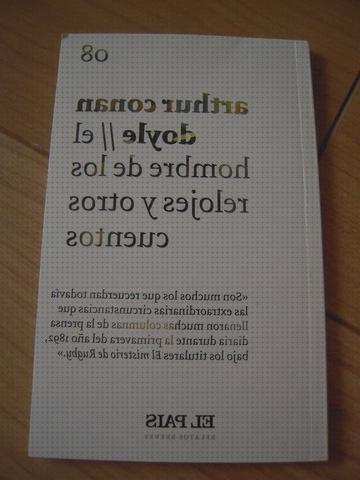 08
arthur conan
doyle // el
hombre de los
relojes y otros
cuentos
«Son muchos los que recuerdan todavía
las extraordinarias circunstancias que
llenaron muchas columnas de la prensa
diaria durante la primavera del año 1892,
bajo los titulares El misterio de Rugby.».
EL PAIS
RELATOS BREVES